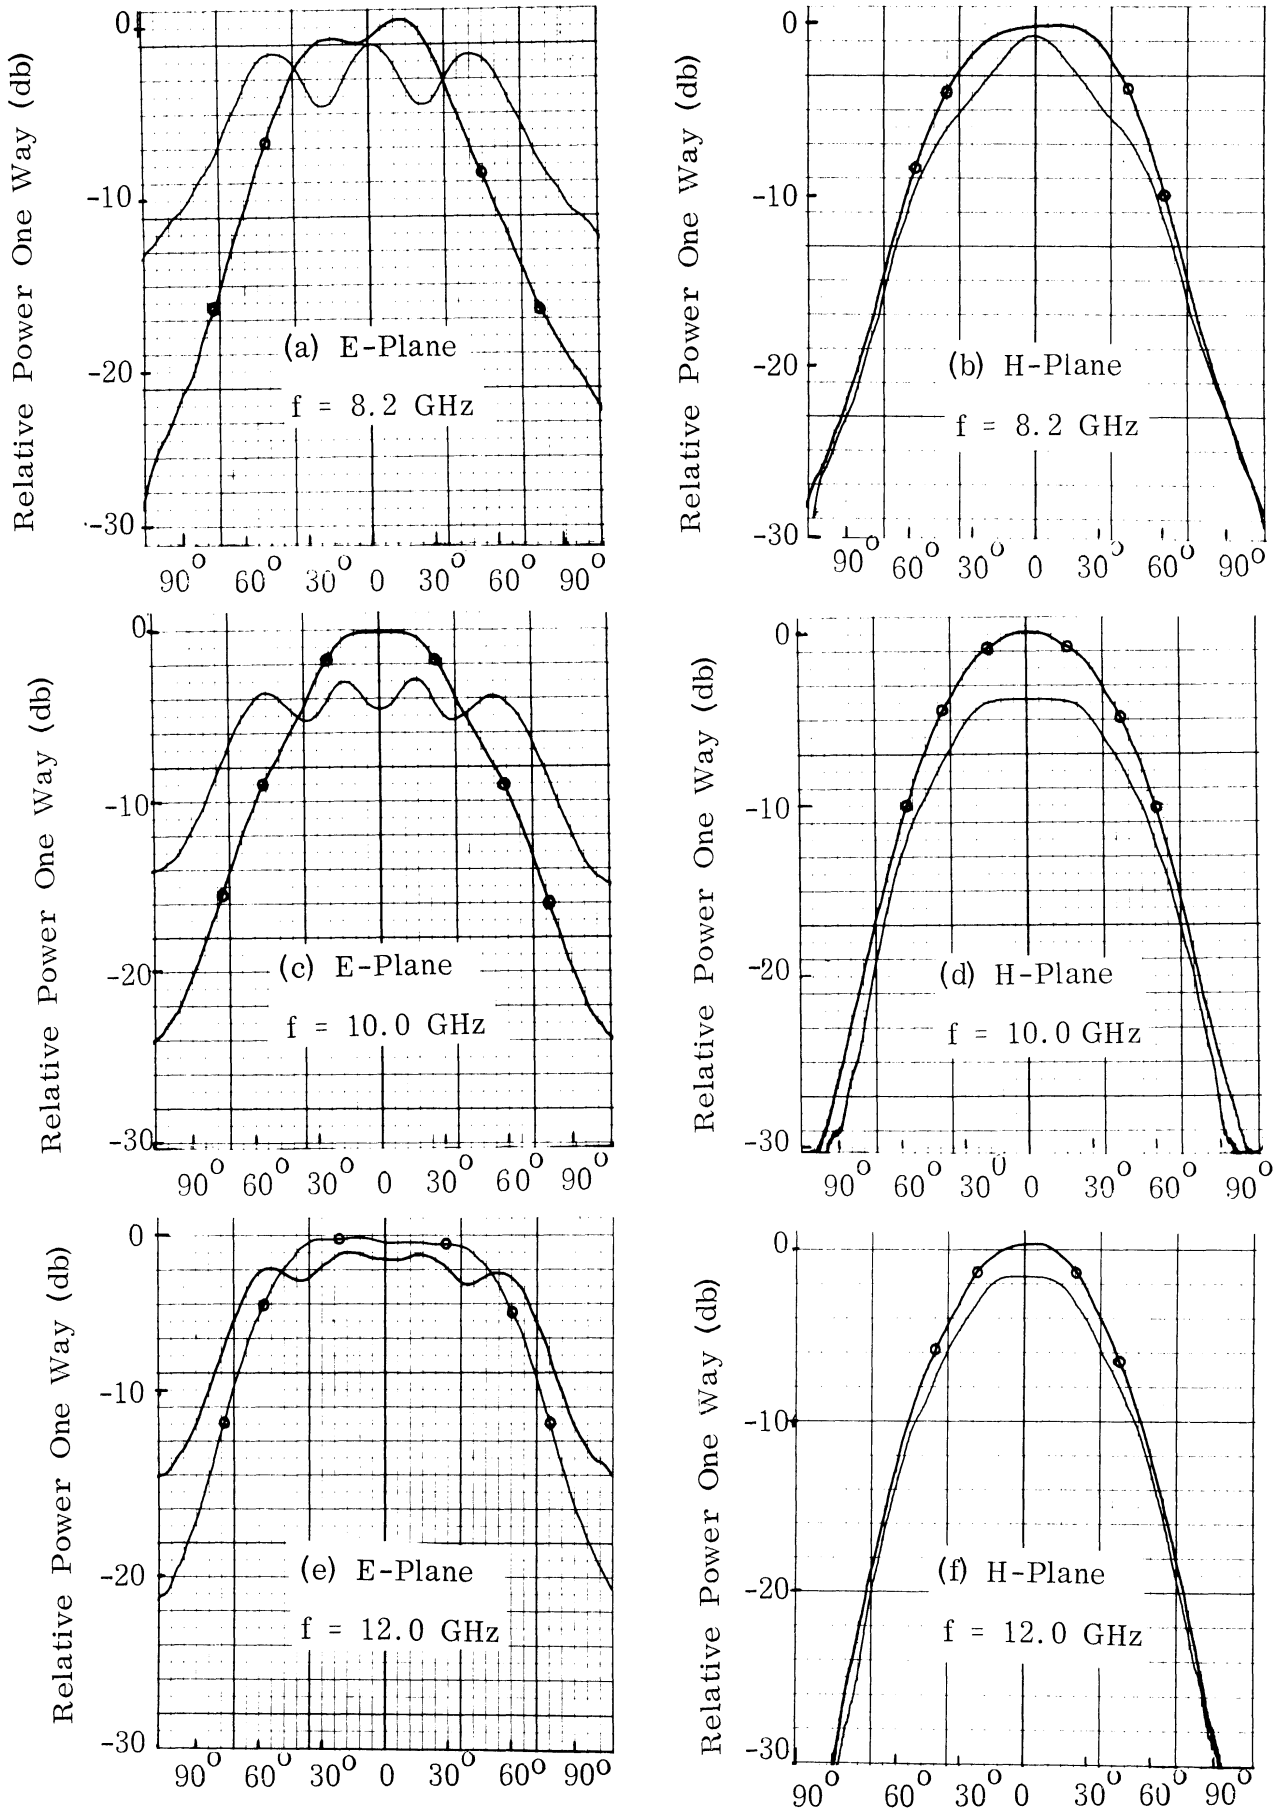 Relative Power One Way (db)
0
-10
-20
-30
(a) E-Plane
f = 8.2 GHz
90° 60° 30° 0 30° 60° 90°
Relative Power One Way (db)
0
-10
-20
-30
(b) H-Plane
f = 8.2 GHz
90° 60° 30° 0 30° 60° 90°
Relative Power One Way (db)
0
-10
-20
-30
(c) E-Plane
f = 10.0 GHz
90° 60° 30° 0 30° 60° 90°
Relative Power One Way (db)
0
-10
-20
-30
(d) H-Plane
f = 10.0 GHz
90° 60° 30° 0 30° 60° 90°
Relative Power One Way (db)
0
-10
-20
-30
(e) E-Plane
f = 12.0 GHz
90° 60° 30° 0 30° 60° 90°
Relative Power One Way (db)
0
-10
-20
-30
(f) H-Plane
f = 12.0 GHz
90° 60° 30° 0 30° 60° 90°